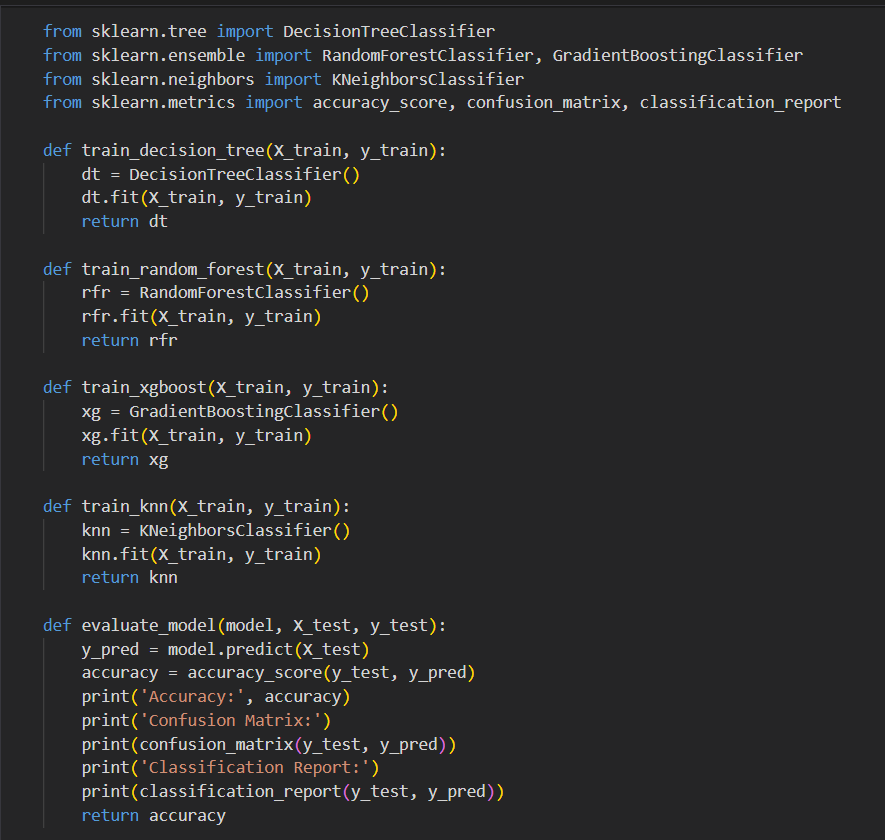 from sklearn.tree import DecisionTreeClassifier
from sklearn.ensemble import RandomForestClassifier, GradientBoostingClassifier
from sklearn.neighbors import KNeighborsClassifier
from sklearn.metrics import accuracy_score, confusion_matrix, classification_report

def train_decision_tree(X_train, y_train):
    dt = DecisionTreeClassifier()
    dt.fit(X_train, y_train)
    return dt

def train_random_forest(X_train, y_train):
    rfr = RandomForestClassifier()
    rfr.fit(X_train, y_train)
    return rfr

def train_xgboost(X_train, y_train):
    xg = GradientBoostingClassifier()
    xg.fit(X_train, y_train)
    return xg

def train_knn(X_train, y_train):
    knn = KNeighborsClassifier()
    knn.fit(X_train, y_train)
    return knn

def evaluate_model(model, X_test, y_test):
    y_pred = model.predict(X_test)
    accuracy = accuracy_score(y_test, y_pred)
    print('Accuracy:', accuracy)
    print('Confusion Matrix:')
    print(confusion_matrix(y_test, y_pred))
    print('Classification Report:')
    print(classification_report(y_test, y_pred))
    return accuracy